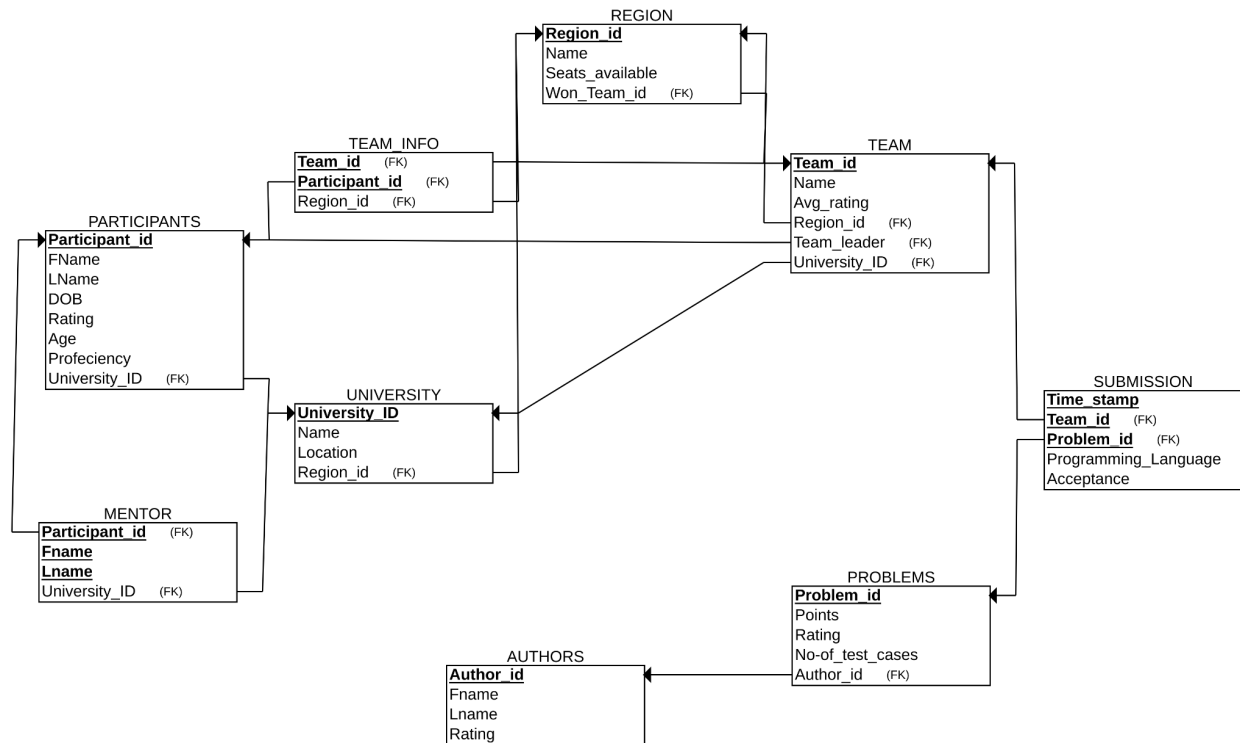 REGION
Region_id
Name
Seats_available
Won_Team_id (FK)
TEAM_INFO
Team_id (FK)
Participant_id (FK)
Region_id (FK)
TEAM
Team_id
Name
Avg_rating
Region_id (FK)
Team_leader (FK)
University_ID (FK)
PARTICIPANTS
Participant_id
FName
LName
DOB
Rating
Age
Profeciency
University_ID (FK)
UNIVERSITY
University_ID
Name
Location
Region_id (FK)
SUBMISSION
Time_stamp
Team_id (FK)
Problem_id (FK)
Programming_Language
Acceptance
MENTOR
Participant_id (FK)
Fname
Lname
University_ID (FK)
PROBLEMS
Problem_id
Points
Rating
No-of_test_cases
Author_id (FK)
AUTHORS
Author_id
Fname
Lname
Rating